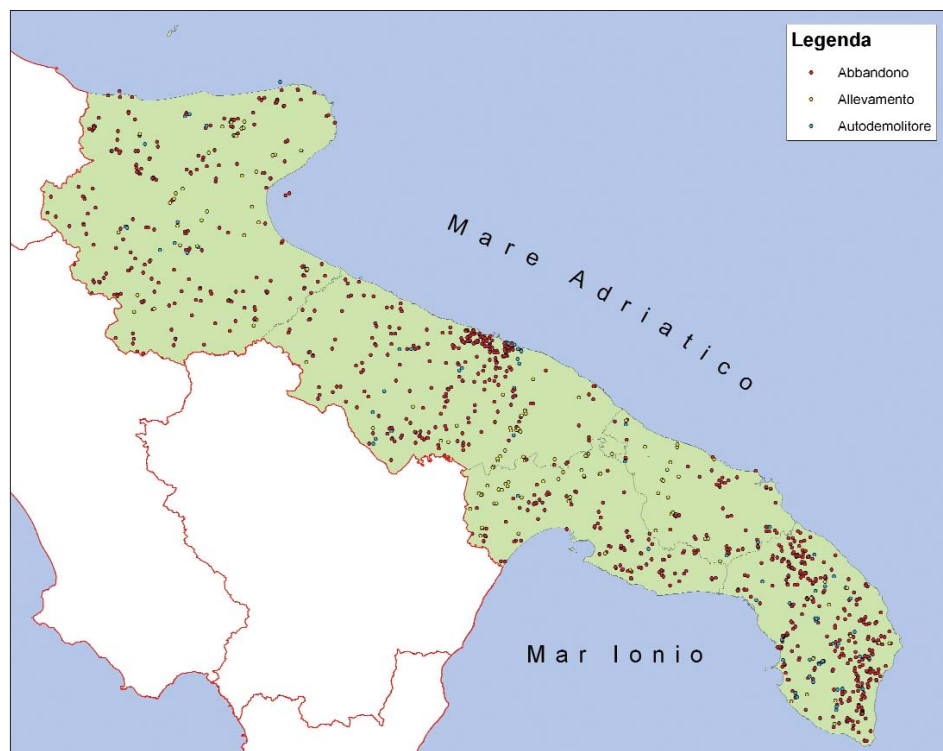 Legenda
Abbandono
Allevamento
Autodemolitore
Mare Adriatico
Mar Ionio